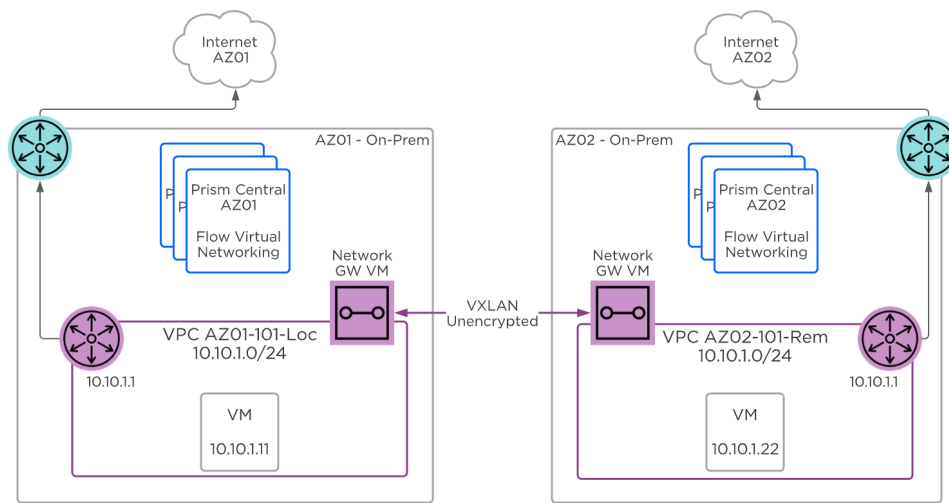 Internet
AZ01
Internet
AZ02
AZ01 - On-Prem
P
P
Prism Central
AZ01
Flow Virtual
Networking
Network
GW VM
VPC AZ01-101-Loc
10.10.1.0/24
10.10.1.1
VM
10.10.1.11
VXLAN
Unencrypted
AZ02 - On-Prem
P
P
Prism Central
AZ02
Flow Virtual
Networking
Network
GW VM
VPC AZ02-101-Rem
10.10.1.0/24
10.10.1.1
VM
10.10.1.22